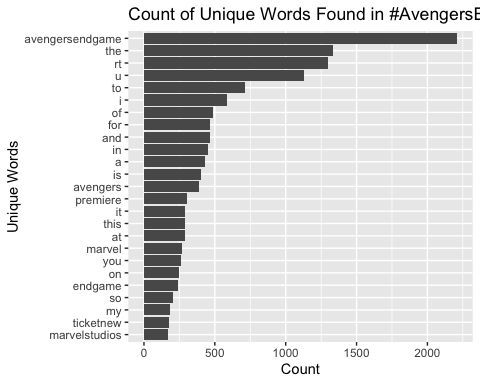 Count of Unique Words Found in #AvengersE
avengersendgame
the
rt
u
to
i
of
for
and
in
a
is
avengers
premiere
it
this
at
marvel
you
on
endgame
so
my
ticketnew
marvelstudios
Unique Words
0 500 1000 1500 2000
Count